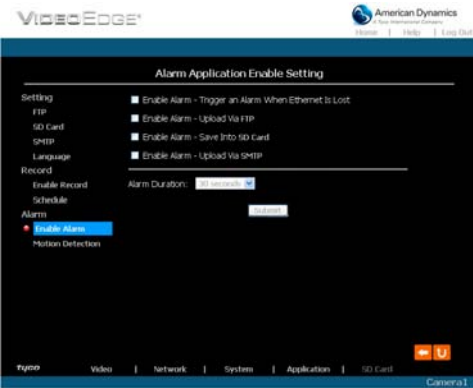 VIDEOEDGE
American Dynamics
A Tyco International Company
Home | Help | Log Out
Alarm Application Enable Setting
Setting
FTP
SD Card
SMTP
Language
Record
Enable Record
Schedule
Alarm
Enable Alarm
Motion Detection
Enable Alarm - Trigger an Alarm When Ethernet Is Lost
Enable Alarm - Upload Via FTP
Enable Alarm - Save Into SD Card
Enable Alarm - Upload Via SMTP
Alarm Duration: 30 seconds
Submit
tyco
Video | Network | System | Application | SD Card
Camera1